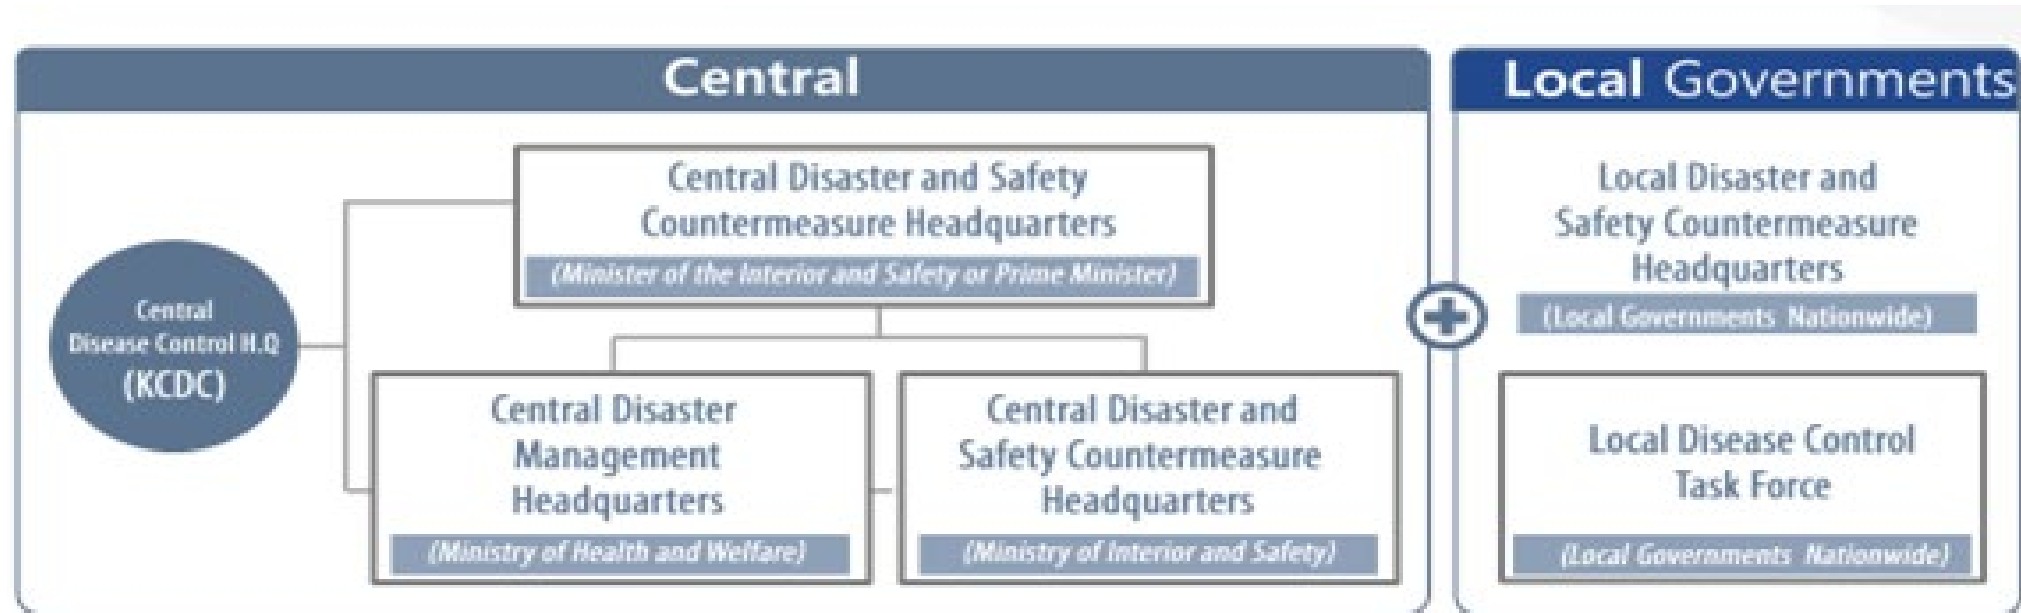 Central
Local Governments
Central Disaster and Safety
Countermeasure Headquarters
(Minister of the Interior and Safety or Prime Minister)
Central
Disease Control H.Q
(KCDC)
Central Disaster
Management
Headquarters
(Ministry of Health and Welfare)
Central Disaster and
Safety Countermeasure
Headquarters
(Ministry of Interior and Safety)
Local Disaster and
Safety Countermeasure
Headquarters
(Local Governments Nationwide)
Local Disease Control
Task Force
(Local Governments Nationwide)